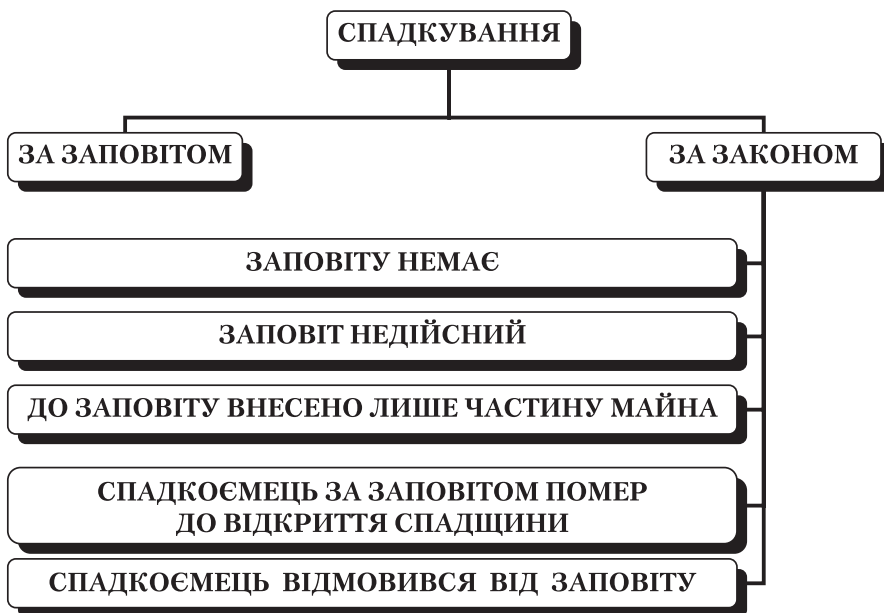 СПАДКУВАННЯ
ЗА ЗАПОВІТОМ
ЗА ЗАКОНОМ
ЗАПОВІТУ НЕМАЄ
ЗАПОВІТ НЕДІЙСНИЙ
ДО ЗАПОВІТУ ВНЕСЕНО ЛИШЕ ЧАСТИНУ МАЙНА
СПАДКОЄМЕЦЬ ЗА ЗАПОВІТОМ ПОМЕР
ДО ВІДКРИТТЯ СПАДЩИНИ
СПАДКОЄМЕЦЬ ВІДМОВИВСЯ ВІД ЗАПОВІТУ